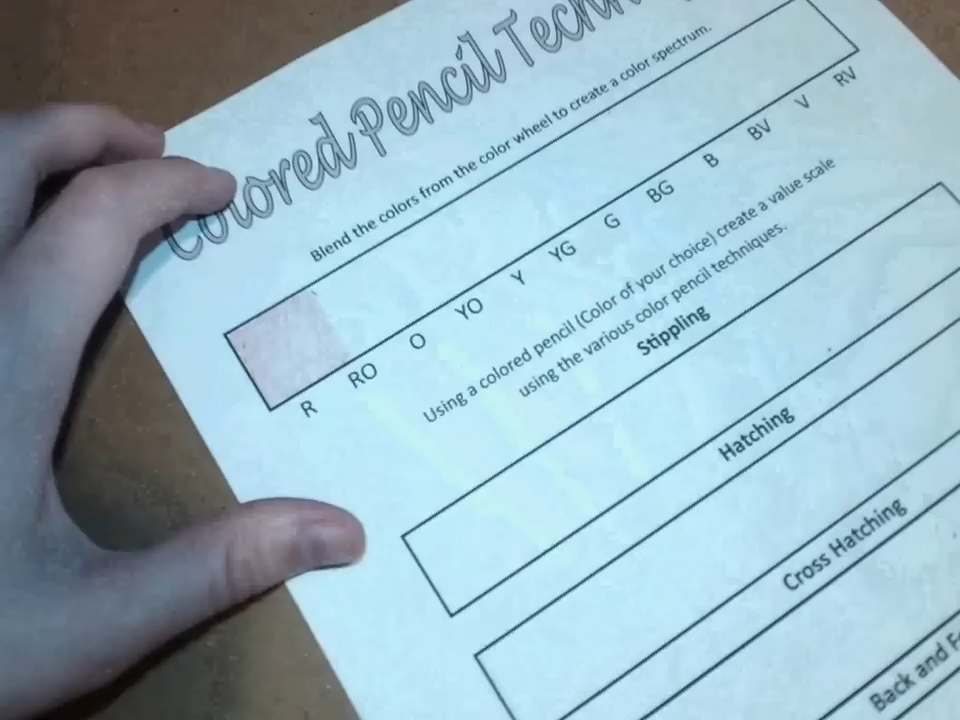 Colored Pencil
Blend the colors from the color wheel to create a color spectrum.
R RO O YO Y YG G BG B BV V RV
Using a colored pencil (Color of your choice) create a value scale
using the various color pencil techniques.
Stippling
Hatching
Cross Hatching
Back and